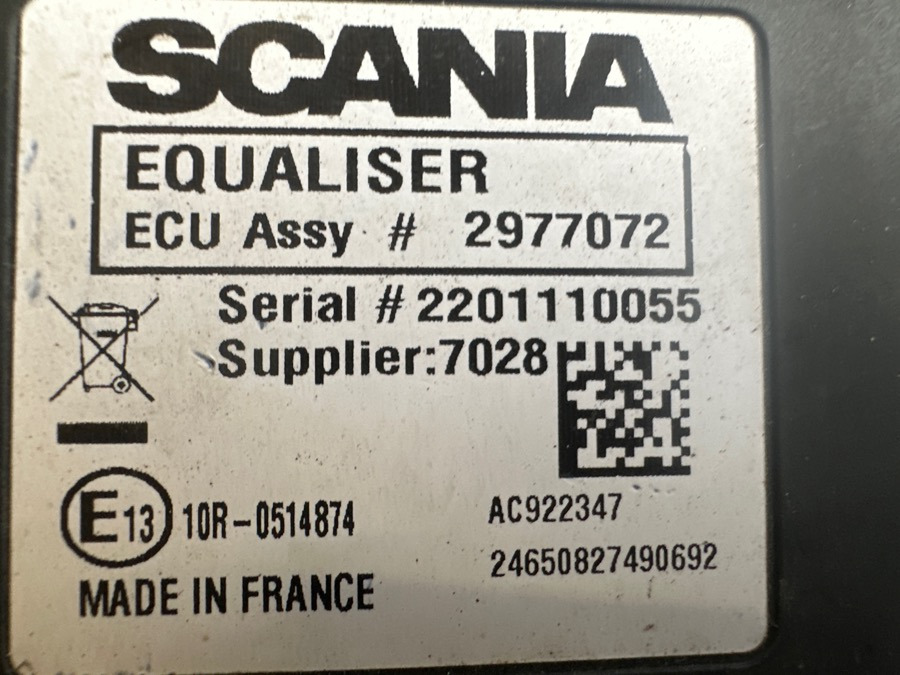 SCANIA
EQUALISER
ECU Assy # 2977072
Serial # 2201110055
Supplier:7028
E13 10R-0514874
AC922347
24650827490692
MADE IN FRANCE